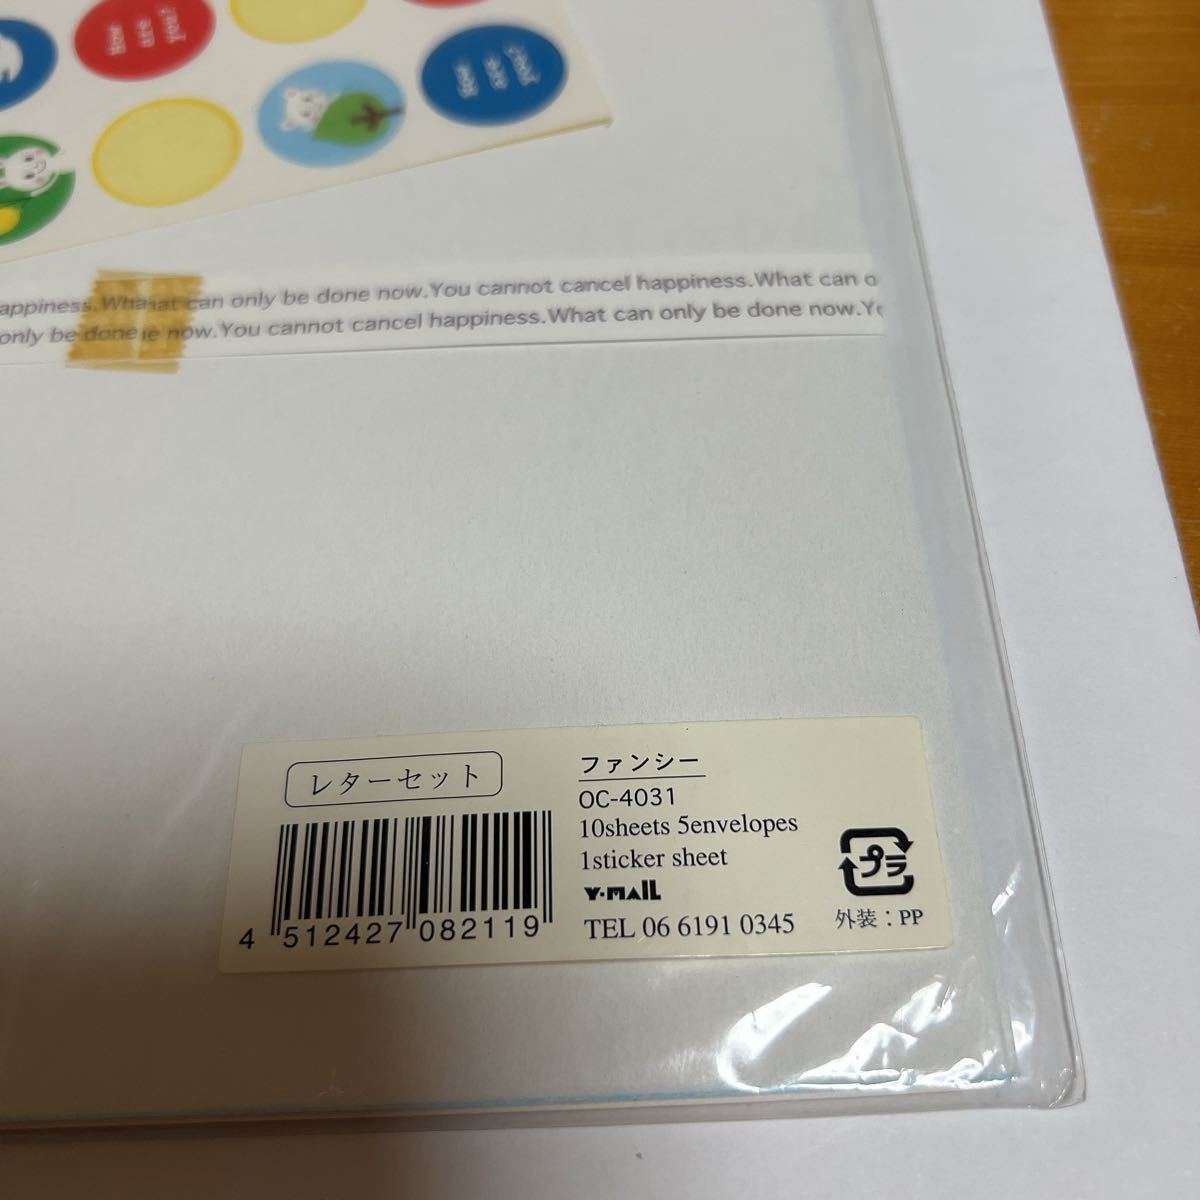 How
are
you?
How
are
you?
What can only be done now.You cannot cancel happiness.What can o
only be done now.You cannot cancel happiness.What can only be done now.
レターセット
ファンシー
OC-4031
10sheets 5envelopes
1sticker sheet
Y-MAIL
TEL 06 6191 0345
プラ
外装：PP
4 512427 082119